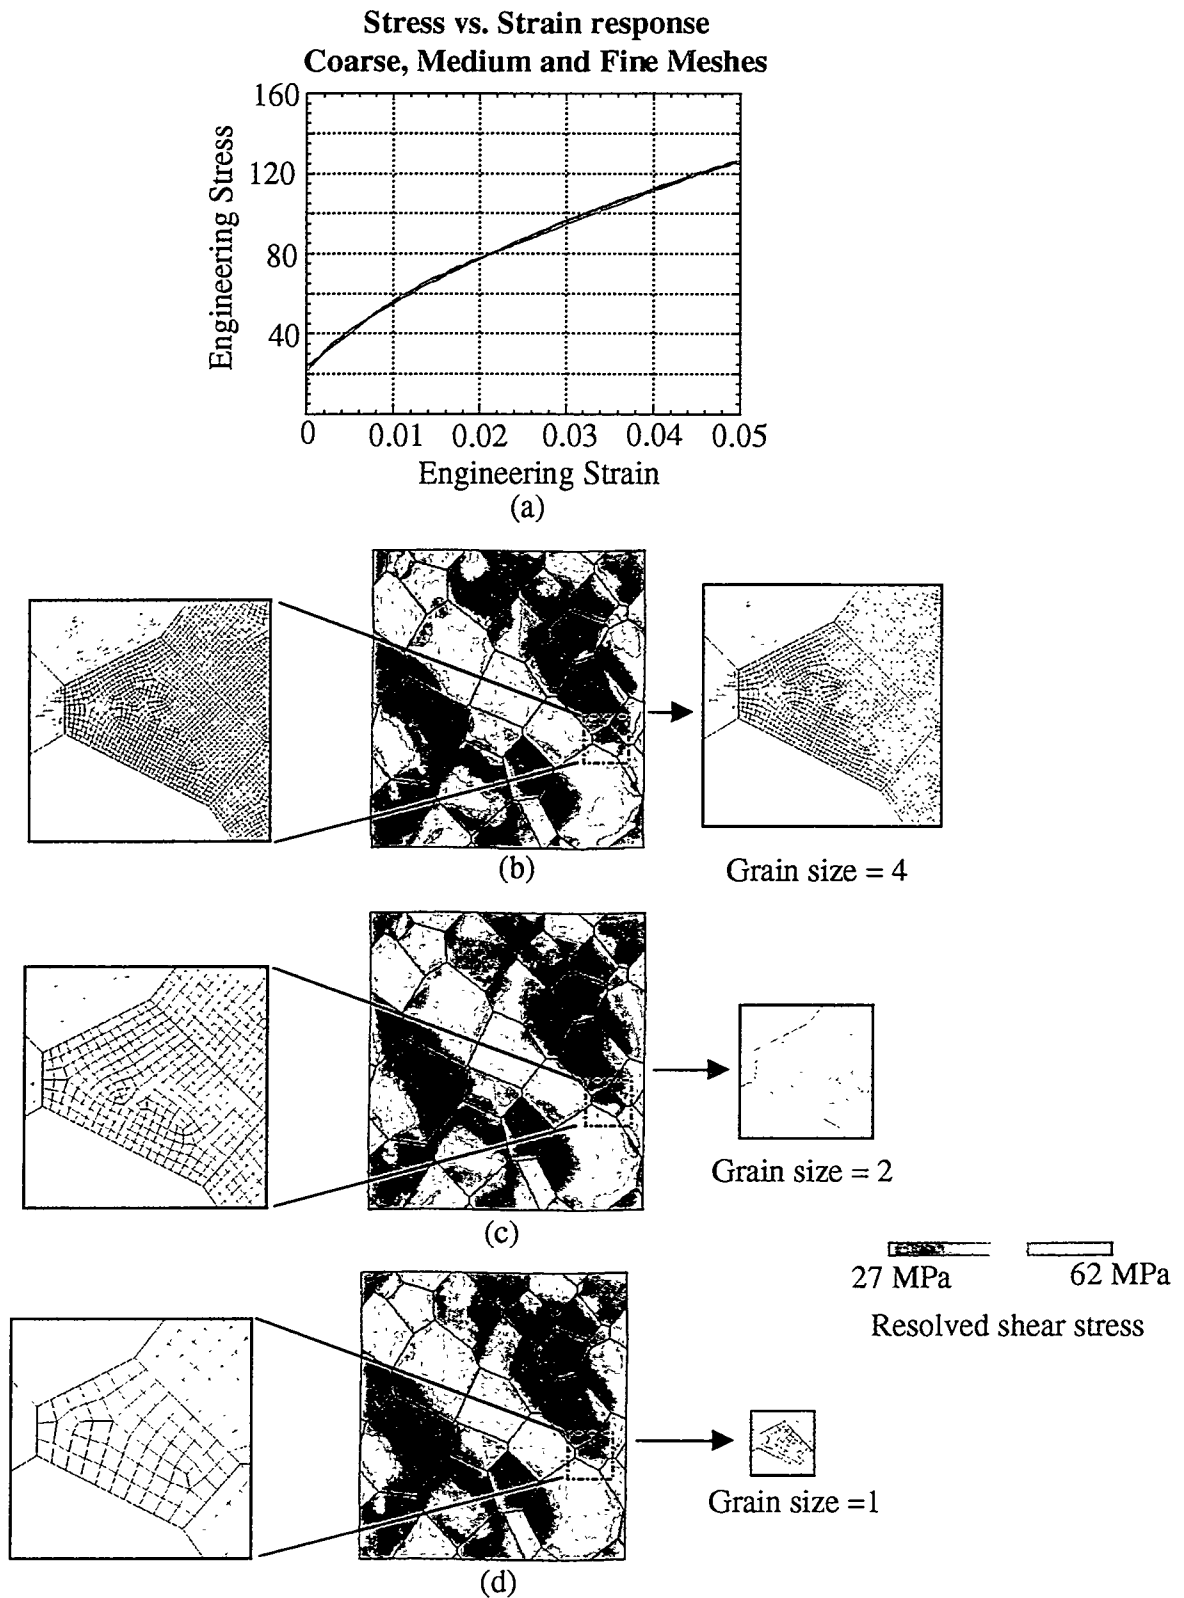 Stress vs. Strain response
Coarse, Medium and Fine Meshes
160
120
80
40
Engineering Stress
0 0.01 0.02 0.03 0.04 0.05
Engineering Strain
(a)
(b)
Grain size = 4
(c)
Grain size = 2
27 MPa 62 MPa
Resolved shear stress
(d)
Grain size =1